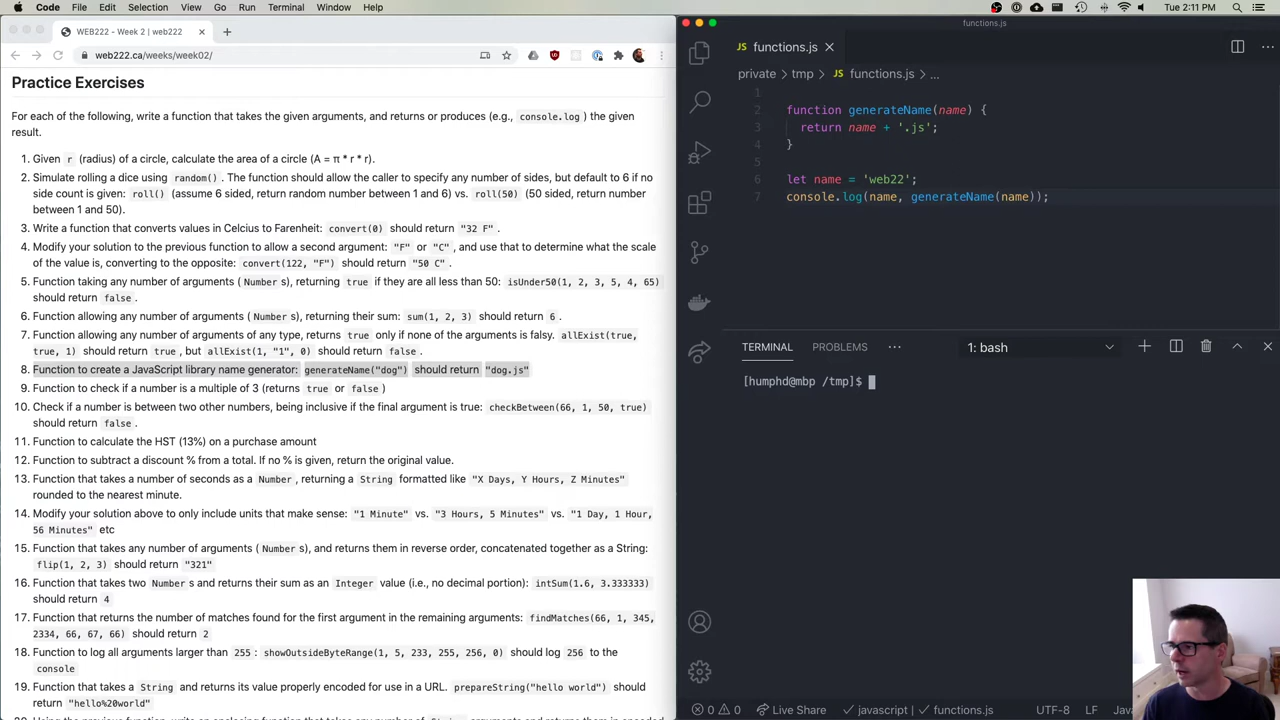 Code File Edit Selection View Go Run Terminal Window Help Tue 2:11 PM
WEB222 - Week 2 | web222
functions.js
web222.ca/weeks/week02/
JS functions.js
private > tmp > JS functions.js > ...
Practice Exercises
For each of the following, write a function that takes the given arguments, and returns or produces (e.g., console.log) the given
result.
1. Given r (radius) of a circle, calculate the area of a circle (A = π * r * r).
2. Simulate rolling a dice using random(). The function should allow the caller to specify any number of sides, but default to 6 if no
side count is given: roll() (assume 6 sided, return random number between 1 and 6) vs. roll(50) (50 sided, return number
between 1 and 50).
3. Write a function that converts values in Celcius to Farenheit: convert(0) should return "32 F".
4. Modify your solution to the previous function to allow a second argument: "F" or "C", and use that to determine what the scale
of the value is, converting to the opposite: convert(122, "F") should return "50 C".
5. Function taking any number of arguments (Numbers), returning true if they are all less than 50: isUnder50(1, 2, 3, 5, 4, 65)
should return false.
6. Function allowing any number of arguments (Numbers), returning their sum: sum(1, 2, 3) should return 6.
7. Function allowing any number of arguments of any type, returns true only if none of the arguments is falsy. allExist(true,
true, 1) should return true, but allExist(1, "1", 0) should return false.
8. Function to create a JavaScript library name generator: generateName("dog") should return "dog.js"
9. Function to check if a number is a multiple of 3 (returns true or false)
10. Check if a number is between two other numbers, being inclusive if the final argument is true: checkBetween(66, 1, 50, true)
should return false.
11. Function to calculate the HST (13%) on a purchase amount
12. Function to subtract a discount % from a total. If no % is given, return the original value.
13. Function that takes a number of seconds as a Number, returning a String formatted like "X Days, Y Hours, Z Minutes"
rounded to the nearest minute.
14. Modify your solution above to only include units that make sense: "1 Minute" vs. "3 Hours, 5 Minutes" vs. "1 Day, 1 Hour,
56 Minutes" etc
15. Function that takes any number of arguments (Numbers), and returns them in reverse order, concatenated together as a String:
flip(1, 2, 3) should return "321"
16. Function that takes two Numbers and returns their sum as an Integer value (i.e., no decimal portion): intSum(1.6, 3.333333)
should return 4
17. Function that returns the number of matches found for the first argument in the remaining arguments: findMatches(66, 1, 345,
2334, 66, 67, 66) should return 2
18. Function to log all arguments larger than 255: showOutsideByteRange(1, 5, 233, 255, 256, 0) should log 256 to the
console
19. Function that takes a String and returns its value properly encoded for use in a URL. prepareString("hello world") should
return "hello%20world"
1
2 function generateName(name) {
3 return name + '.js';
4 }
5
6 let name = 'web22';
7 console.log(name, generateName(name));
TERMINAL PROBLEMS ... 1: bash
[humphd@mbp /tmp]$
0 0 Live Share javascript | functions.js UTF-8 LF